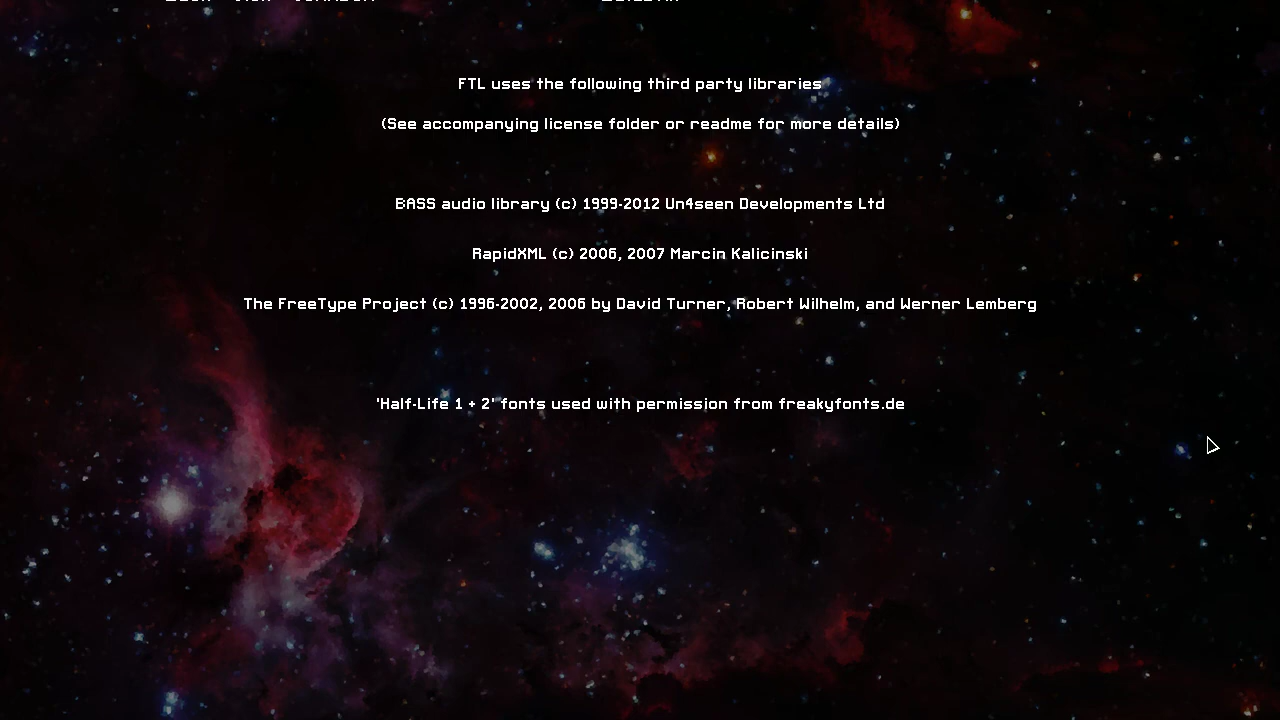 FTL uses the following third party libraries
(See accompanying license folder or readme for more details)
BASS audio library (c) 1999-2012 Un4seen Developments Ltd
RapidXML (c) 2006, 2007 Marcin Kalicinski
The FreeType Project (c) 1996-2002, 2006 by David Turner, Robert Wilhelm, and Werner Lemberg
'Half-Life 1 + 2' fonts used with permission from freakyfonts.de